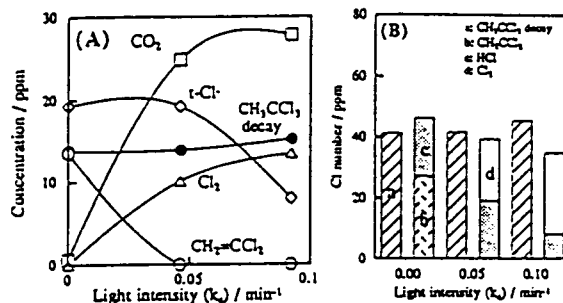 (A)
CO₂
t-Cl⁻
CH₃CCl₃
decay
Cl₂
CH₂=CCl₂
30
20
10
0
Concentration / ppm
0
0.05
0.1
Light intensity (kₐ) / min⁻¹
(B)
a: CH₃CCl₃ decay
b: CH₂CCl₂
c: HCl
d: Cl₂
80
60
40
20
0
Cl number / ppm
a
b
c
d
0.00
0.05
0.10
Light intensity (kₐ) / min⁻¹